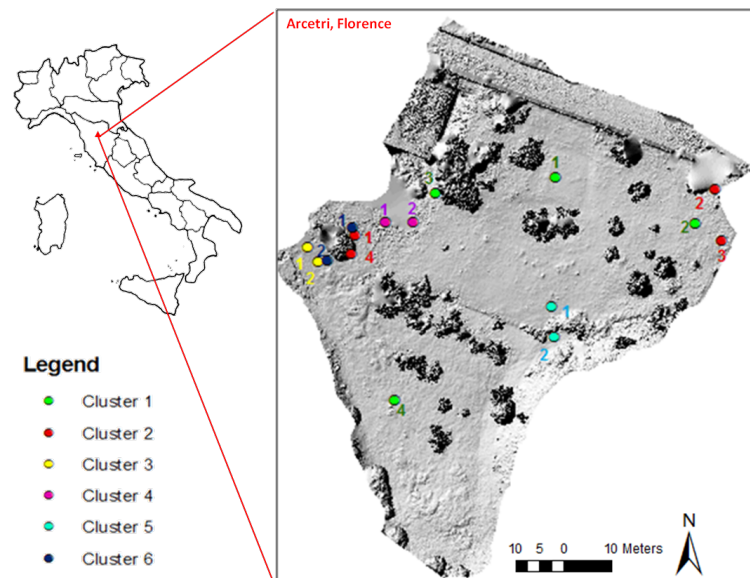 Arcetri, Florence
1
3
2
1
2
1
1
2
3
2
4
1
2
1
2
4
Legend
Cluster 1
Cluster 2
Cluster 3
Cluster 4
Cluster 5
Cluster 6
N
10 5 0 10 Meters